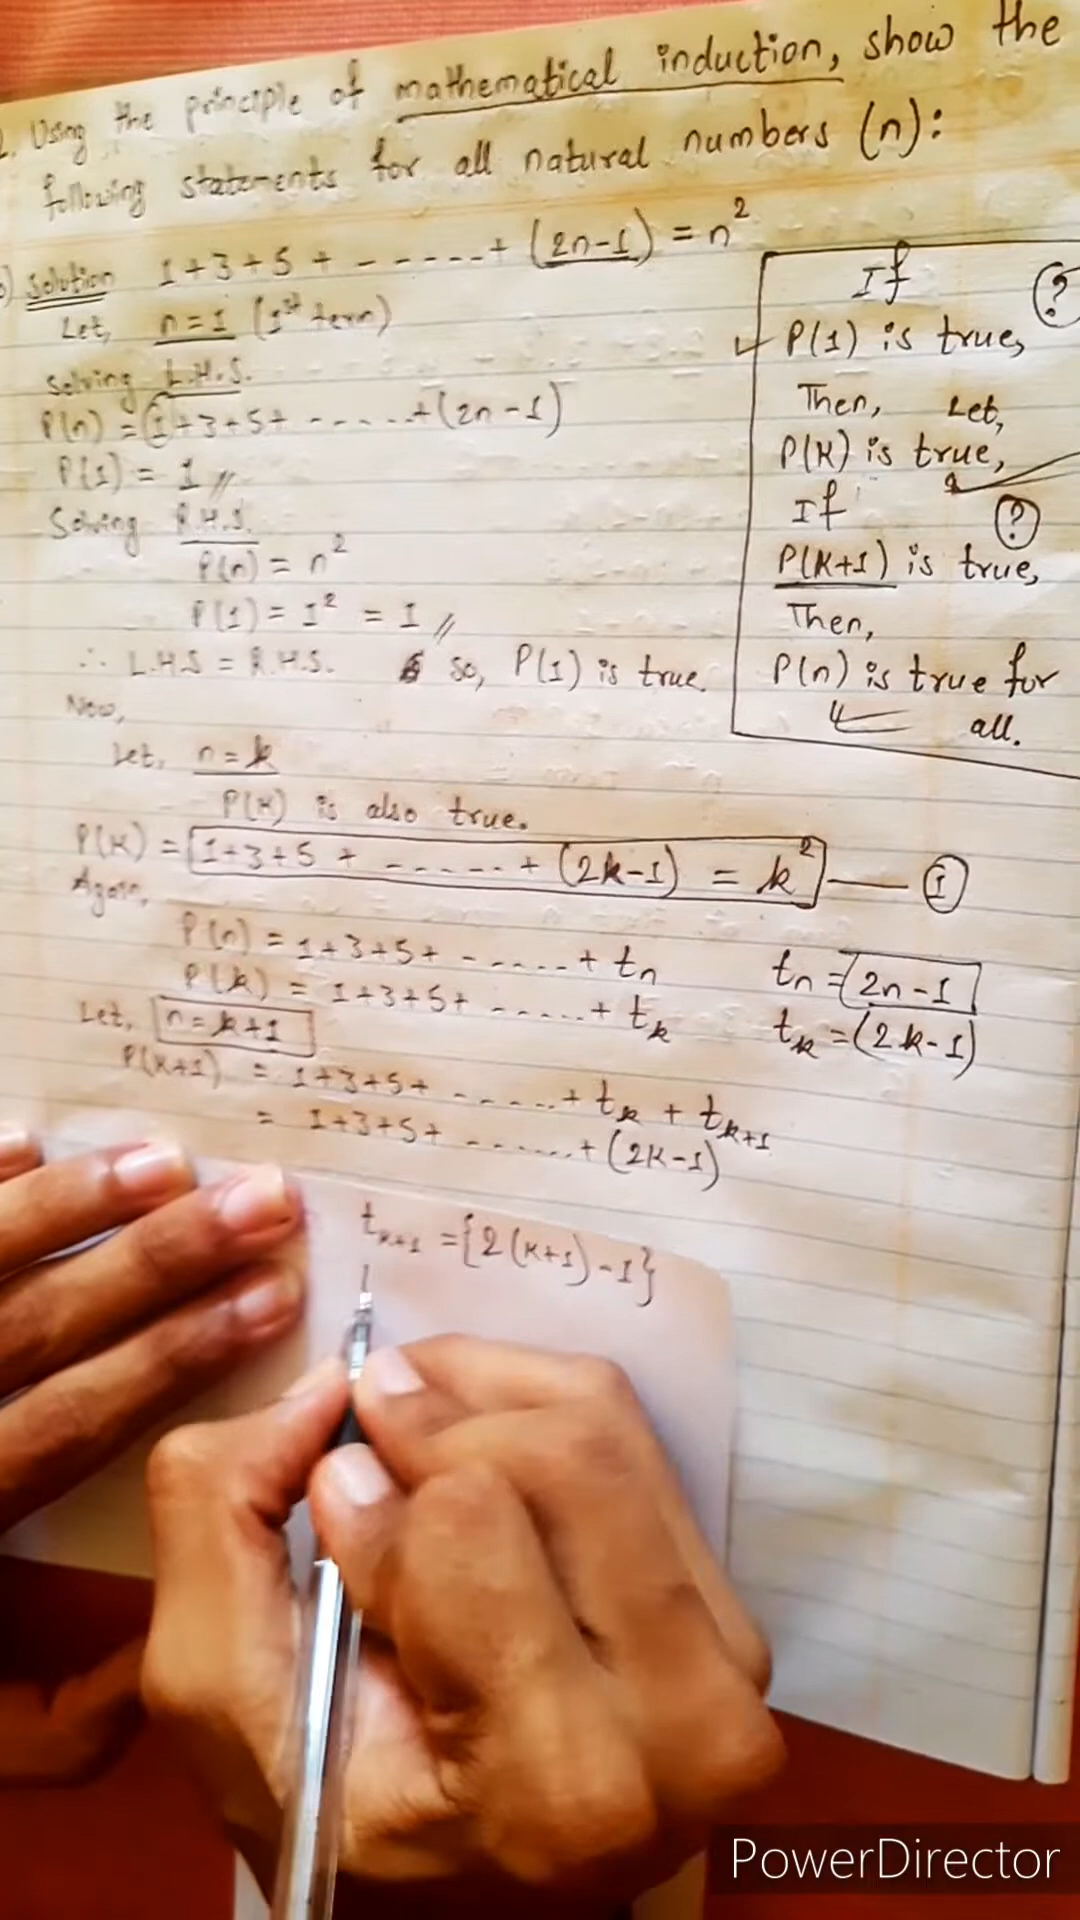 2. Using the principle of mathematical induction, show the
following statements for all natural numbers (n):
b) Solution 1+3+5 + ------+ (2n-1) = n²
Let, n=1 (1st term)
Solving L.H.S.
P(n) = 1+3+5+ ------+(2n-1)
P(1) = 1 //
Solving R.H.S.
P(n) = n²
P(1) = 1² = 1 //
∴ L.H.S = R.H.S. So, P(1) is true.
If ?
P(1) is true,
Then, Let,
P(K) is true,
If ?
P(K+1) is true,
Then,
P(n) is true for
all.
Now,
Let, n=k
P(K) is also true.
P(K) = 1+3+5 + ------ + (2k-1) = k² —— 1
Again,
P(n) = 1+3+5+ ------+ tn tn = 2n-1
P(k) = 1+3+5+ ------+ tk tk = (2k-1)
Let, n=k+1
P(K+1) = 1+3+5+ ------+ tk + tk+1
= 1+3+5+ ------+ (2K-1)
tk+1 = {2(K+1)-1}
PowerDirector